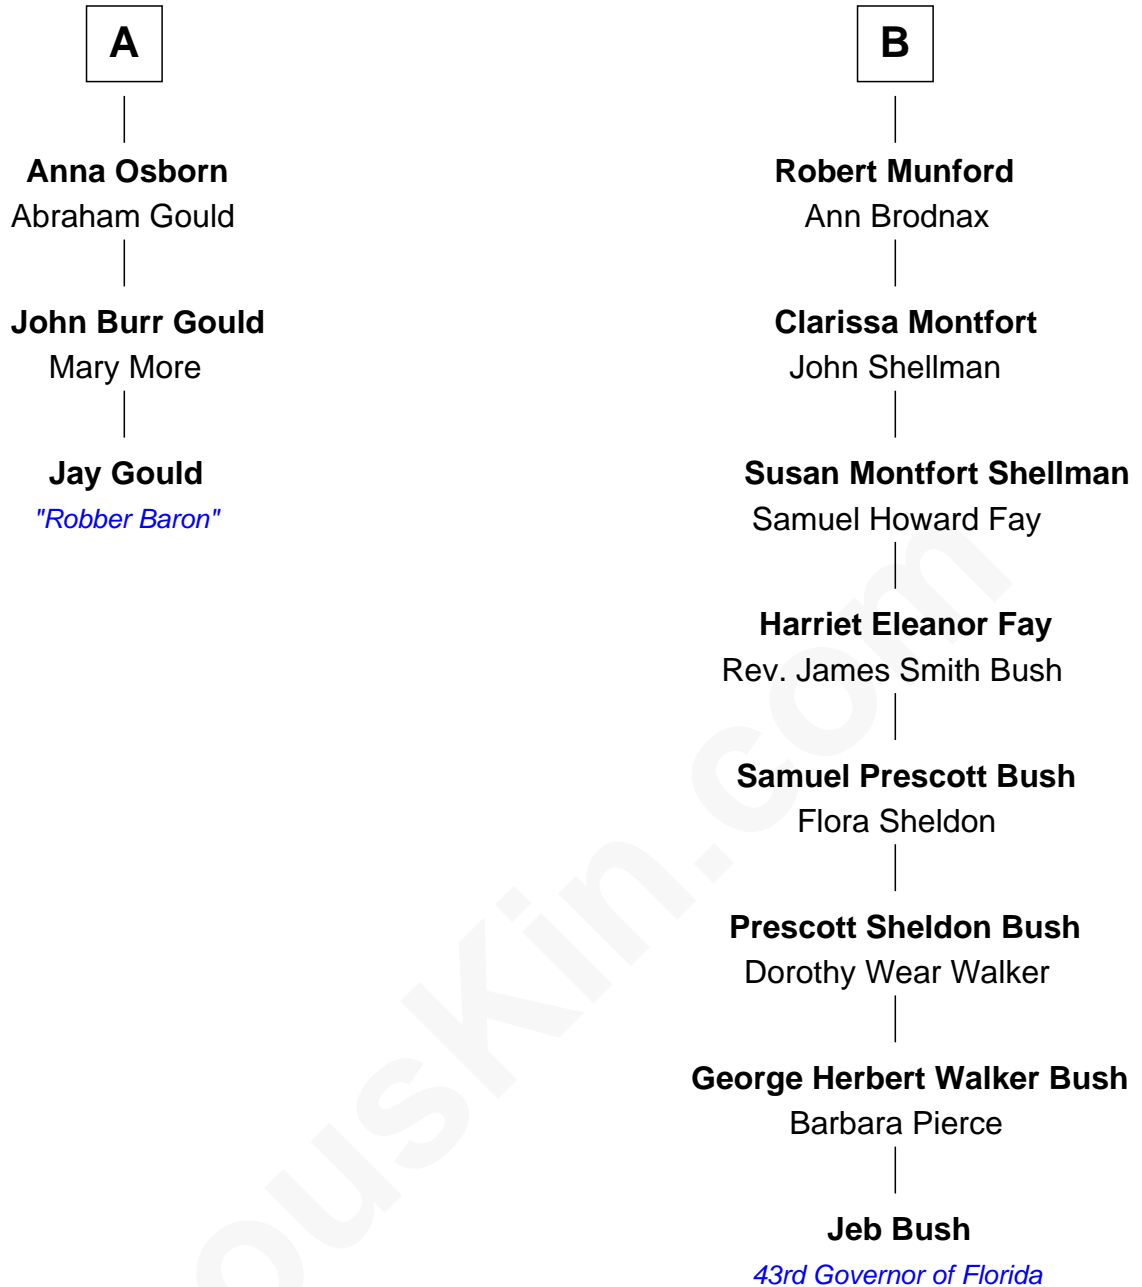 A
Anna Osborn
Abraham Gould
John Burr Gould
Mary More
Jay Gould
"Robber Baron"
B
Robert Munford
Ann Brodnax
Clarissa Montfort
John Shellman
Susan Montfort Shellman
Samuel Howard Fay
Harriet Eleanor Fay
Rev. James Smith Bush
Samuel Prescott Bush
Flora Sheldon
Prescott Sheldon Bush
Dorothy Wear Walker
George Herbert Walker Bush
Barbara Pierce
Jeb Bush
43rd Governor of Florida
ousKin.com